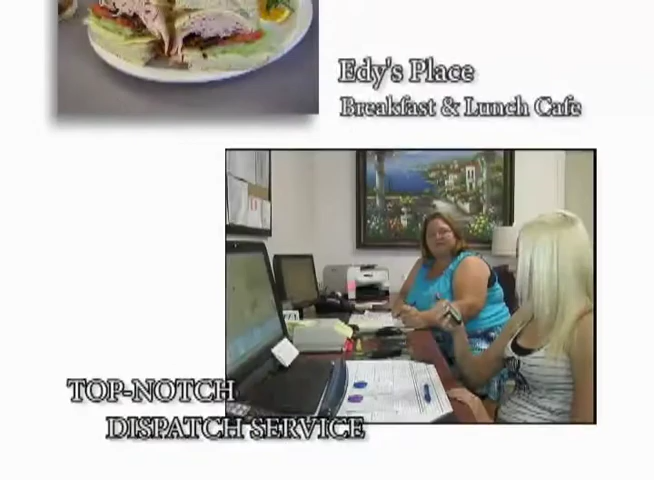 Edy's Place
Breakfast & Lunch Cafe
TOP-NOTCH
DISPATCH SERVICE